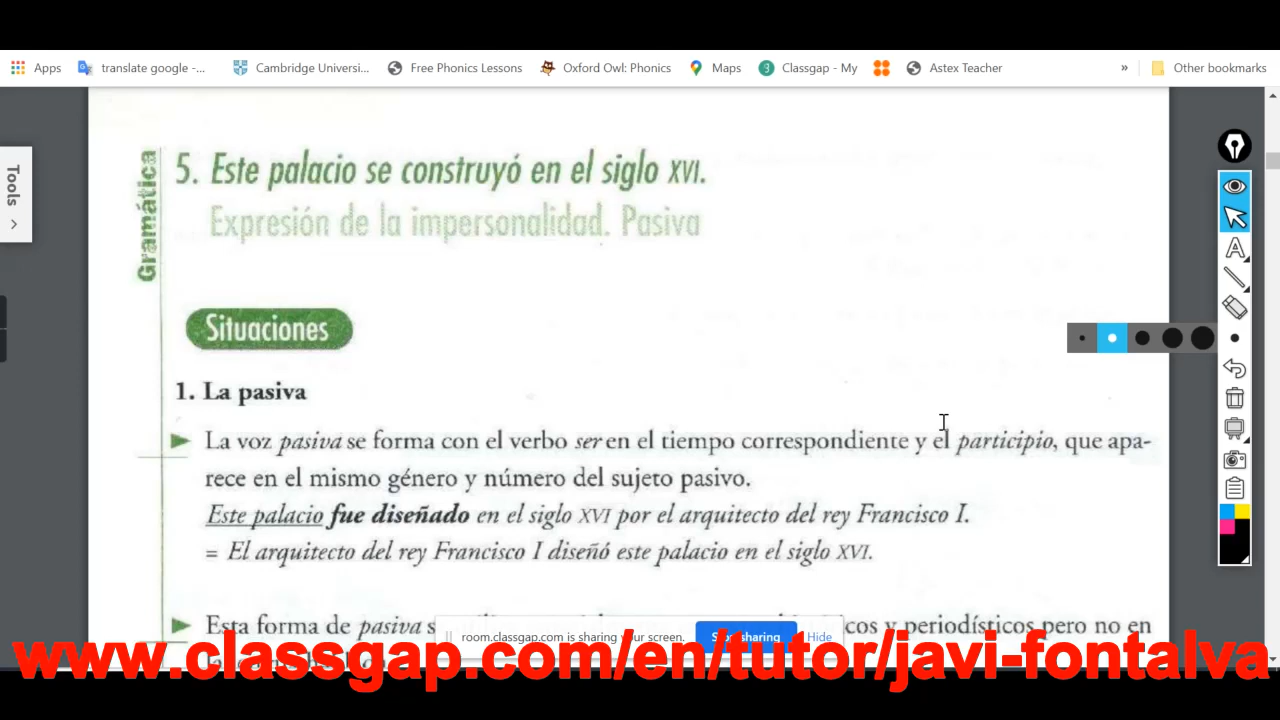 Apps translate google -... Cambridge Universi... Free Phonics Lessons Oxford Owl: Phonics Maps Classgap - My Astex Teacher » Other bookmarks
Tools
Gramática
5. Este palacio se construyó en el siglo XVI.
Expresión de la impersonalidad. Pasiva
Situaciones
1. La pasiva
La voz pasiva se forma con el verbo ser en el tiempo correspondiente y el participio, que apa-
rece en el mismo género y número del sujeto pasivo.
Este palacio fue diseñado en el siglo XVI por el arquitecto del rey Francisco I.
= El arquitecto del rey Francisco I diseñó este palacio en el siglo XVI.
Esta forma de pasiva y periodísticos pero no en
room.classgap.com is sharing your screen. Stop sharing Hide
www.classgap.com/en/tutor/javi-fontalva